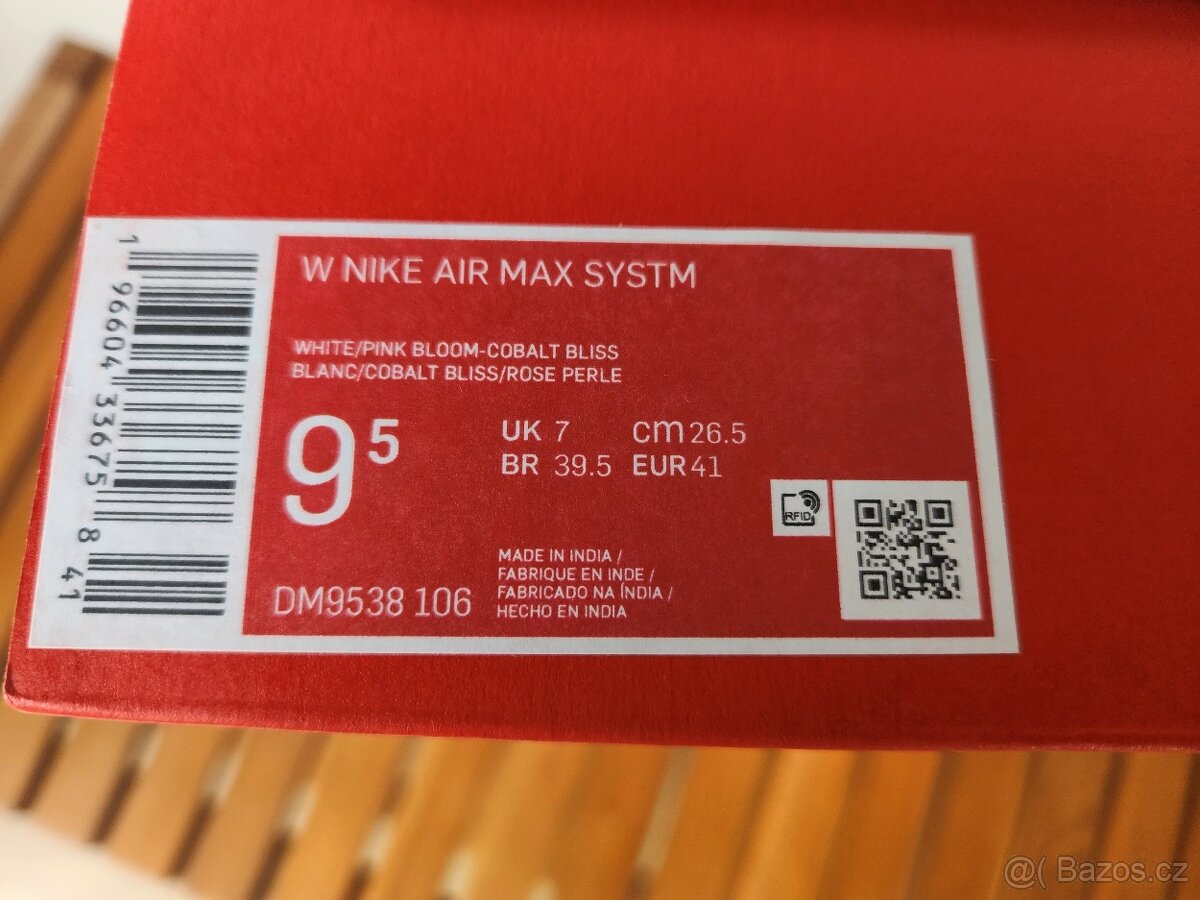 W NIKE AIR MAX SYSTM
WHITE/PINK BLOOM-COBALT BLISS
BLANC/COBALT BLISS/ROSE PERLE
9⁵
UK 7 cm 26.5
BR 39.5 EUR 41
RFID
MADE IN INDIA /
FABRIQUE EN INDE /
FABRICADO NA ÍNDIA /
HECHO EN INDIA
DM9538 106
1 96604 33675 8 41
@( Bazos.cz